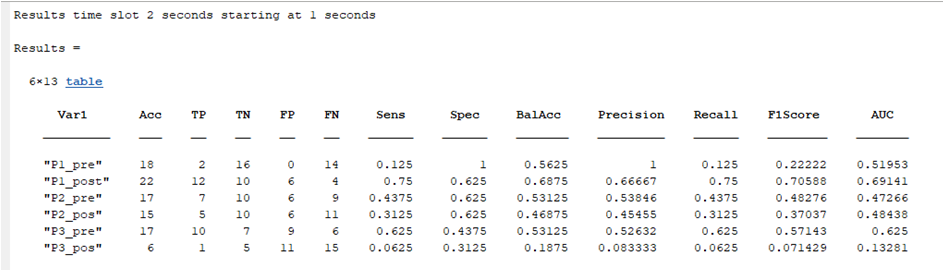 Results time slot 2 seconds starting at 1 seconds
Results =
6×13 table
Var1 Acc TP TN FP FN Sens Spec BalAcc Precision Recall F1Score AUC
"P1_pre" 18 2 16 0 14 0.125 1 0.5625 1 0.125 0.22222 0.51953
"P1_post" 22 12 10 6 4 0.75 0.625 0.6875 0.66667 0.75 0.70588 0.69141
"P2_pre" 17 7 10 6 9 0.4375 0.625 0.53125 0.53846 0.4375 0.48276 0.47266
"P2_pos" 15 5 10 6 11 0.3125 0.625 0.46875 0.45455 0.3125 0.37037 0.48438
"P3_pre" 17 10 7 9 6 0.625 0.4375 0.53125 0.52632 0.625 0.57143 0.625
"P3_pos" 6 1 5 11 15 0.0625 0.3125 0.1875 0.083333 0.0625 0.071429 0.13281